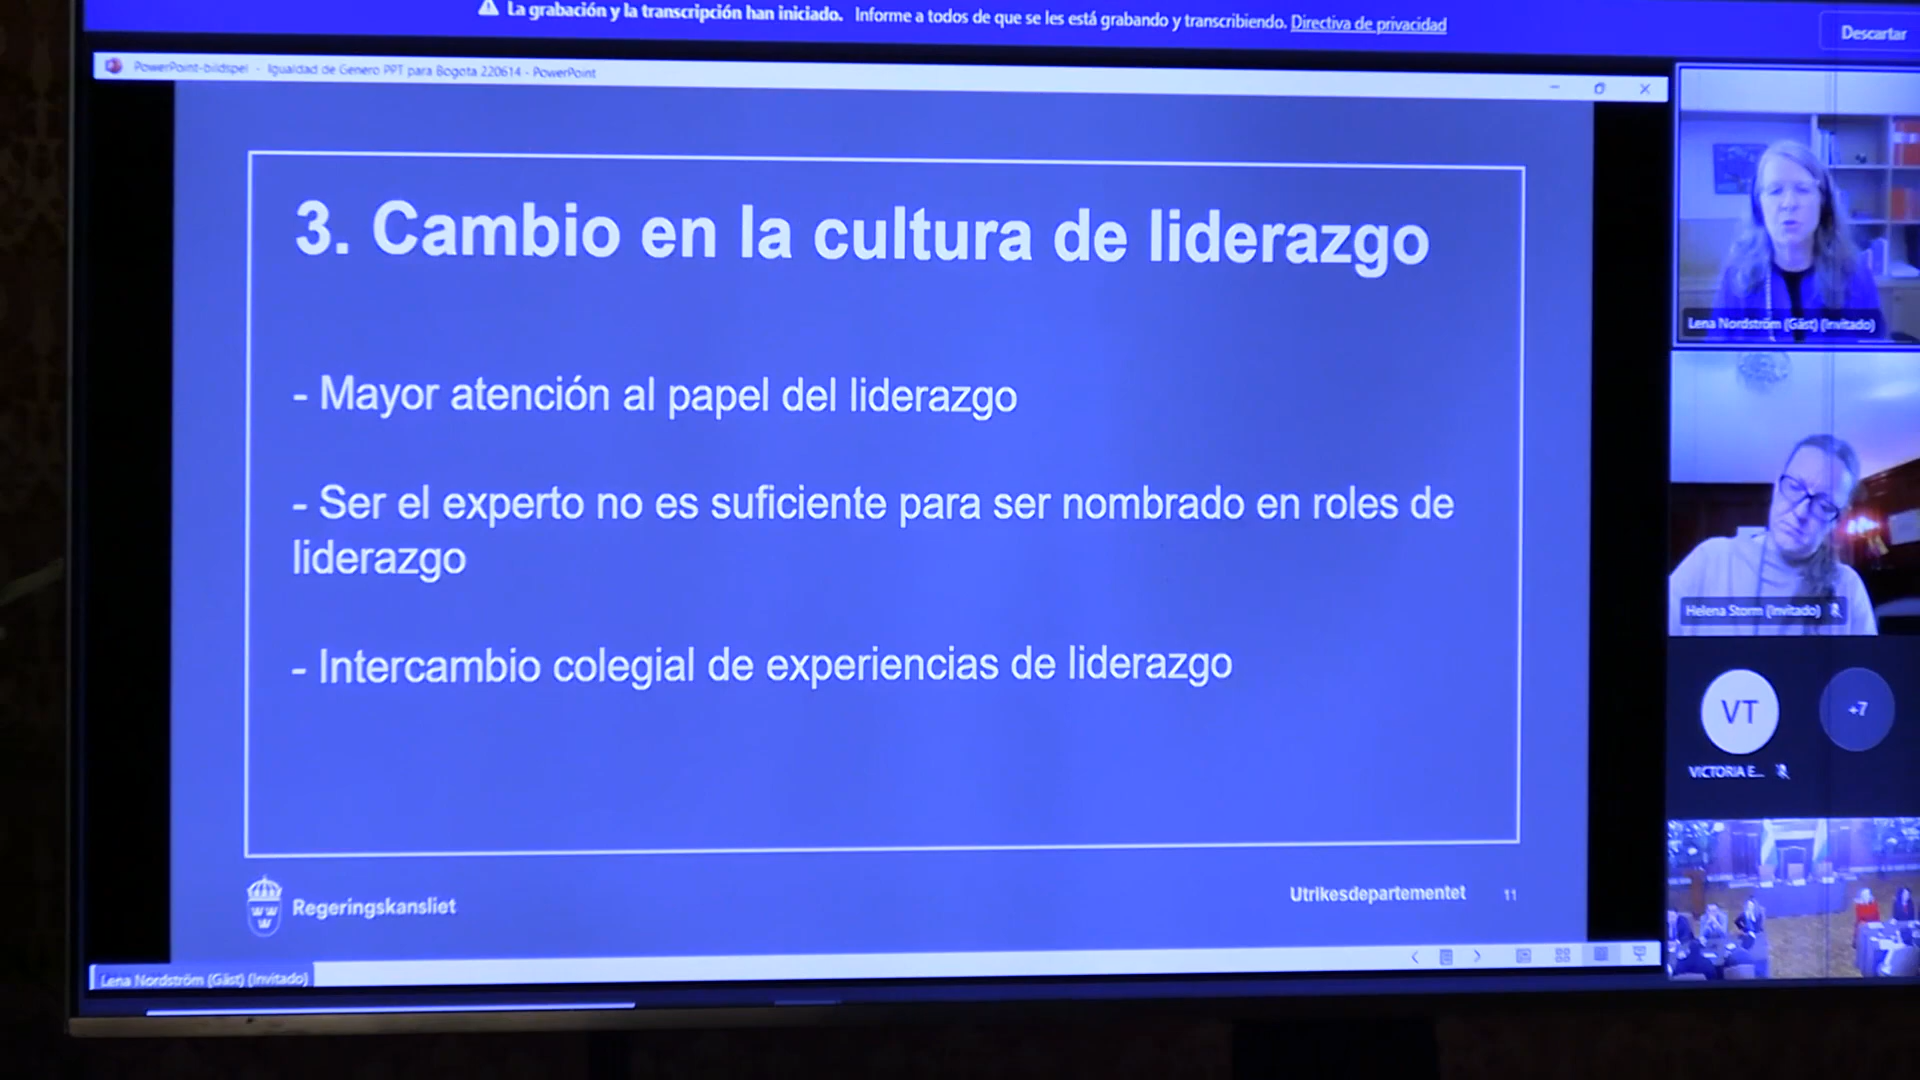 La grabación y la transcripción han iniciado. Informe a todos de que se les está grabando y transcribiendo. Directiva de privacidad
Descartar
PowerPoint-bildspel - Igualdad de Genero PPT para Bogota 220614 - PowerPoint
3. Cambio en la cultura de liderazgo
- Mayor atención al papel del liderazgo
- Ser el experto no es suficiente para ser nombrado en roles de
liderazgo
- Intercambio colegial de experiencias de liderazgo
Regeringskansliet
Utrikesdepartementet 11
Lena Nordström (Gäst) (Invitado)
Lena Nordström (Gäst) (Invitado)
Helena Storm (Invitado)
VT
+7
VICTORIA E...